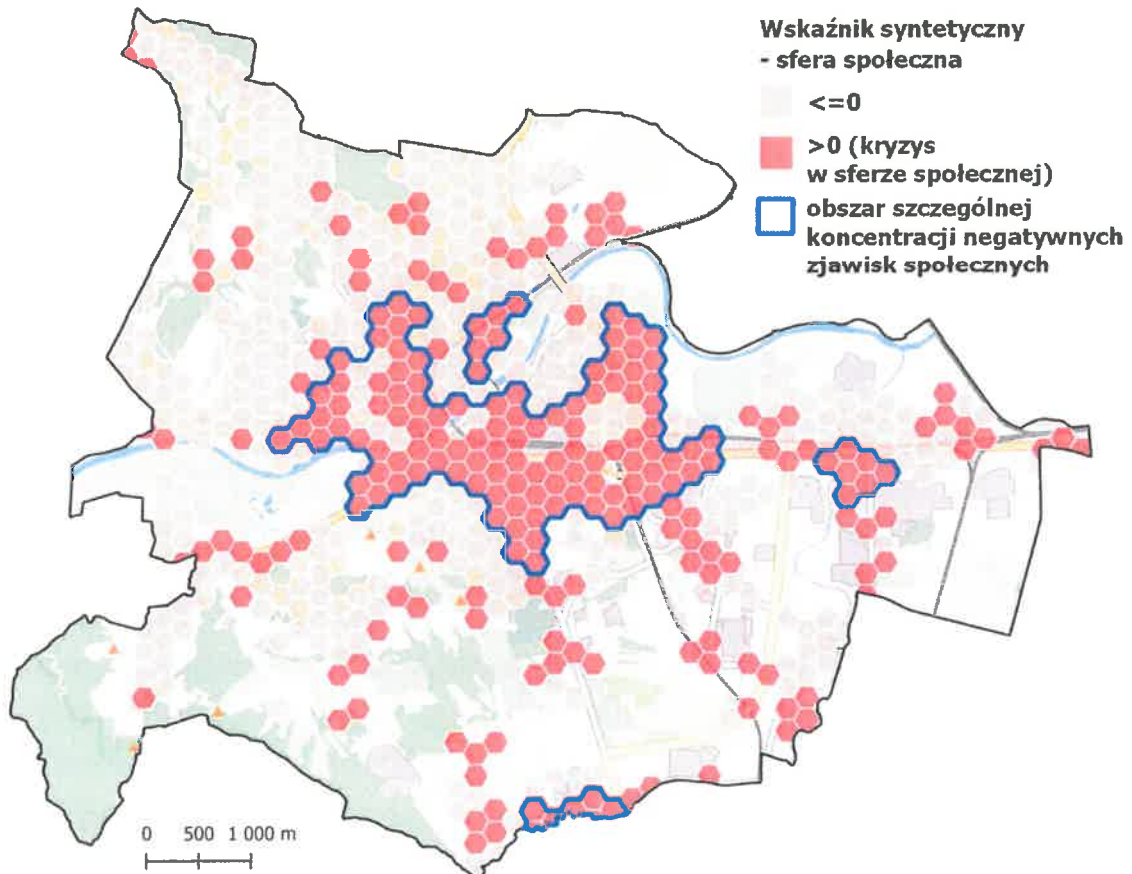 Wskaźnik syntetyczny
- sfera społeczna
<=0
>0 (kryzys
w sferze społecznej)
obszar szczególnej
koncentracji negatywnych
zjawisk społecznych
0 500 1 000 m